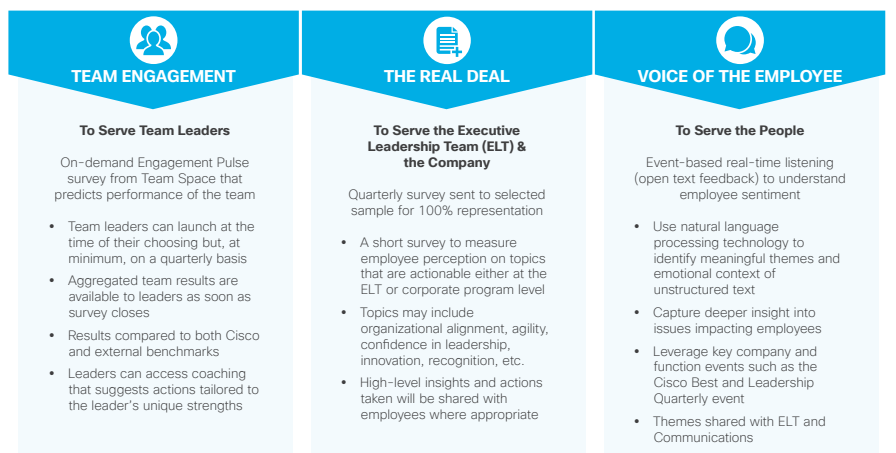 TEAM ENGAGEMENT
To Serve Team Leaders
On-demand Engagement Pulse
survey from Team Space that
predicts performance of the team
• Team leaders can launch at the
time of their choosing but, at
minimum, on a quarterly basis
• Aggregated team results are
available to leaders as soon as
survey closes
• Results compared to both Cisco
and external benchmarks
• Leaders can access coaching
that suggests actions tailored to
the leader's unique strengths
THE REAL DEAL
To Serve the Executive
Leadership Team (ELT) &
the Company
Quarterly survey sent to selected
sample for 100% representation
• A short survey to measure
employee perception on topics
that are actionable either at the
ELT or corporate program level
• Topics may include
organizational alignment, agility,
confidence in leadership,
innovation, recognition, etc.
• High-level insights and actions
taken will be shared with
employees where appropriate
VOICE OF THE EMPLOYEE
To Serve the People
Event-based real-time listening
(open text feedback) to understand
employee sentiment
• Use natural language
processing technology to
identify meaningful themes and
emotional context of
unstructured text
• Capture deeper insight into
issues impacting employees
• Leverage key company and
function events such as the
Cisco Best and Leadership
Quarterly event
• Themes shared with ELT and
Communications